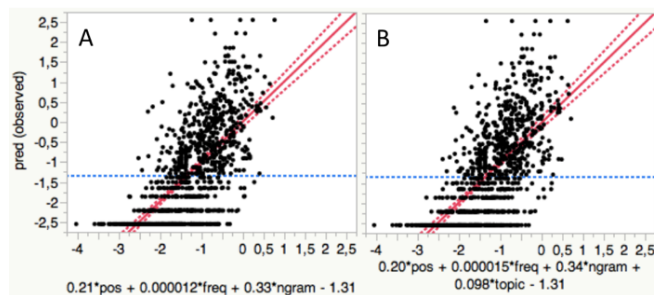 A
B
pred (observed)
2,5
2
1,5
1
0,5
0
-0,5
-1
-1,5
-2
-2,5
-4 -3 -2 -1 0 0,5 1 1,5 2 2,5
-4 -3 -2 -1 0 0,5 1 1,5 2 2,5
0.21*pos + 0.000012*freq + 0.33*ngram - 1.31
0.20*pos + 0.000015*freq + 0.34*ngram +
0.098*topic - 1.31